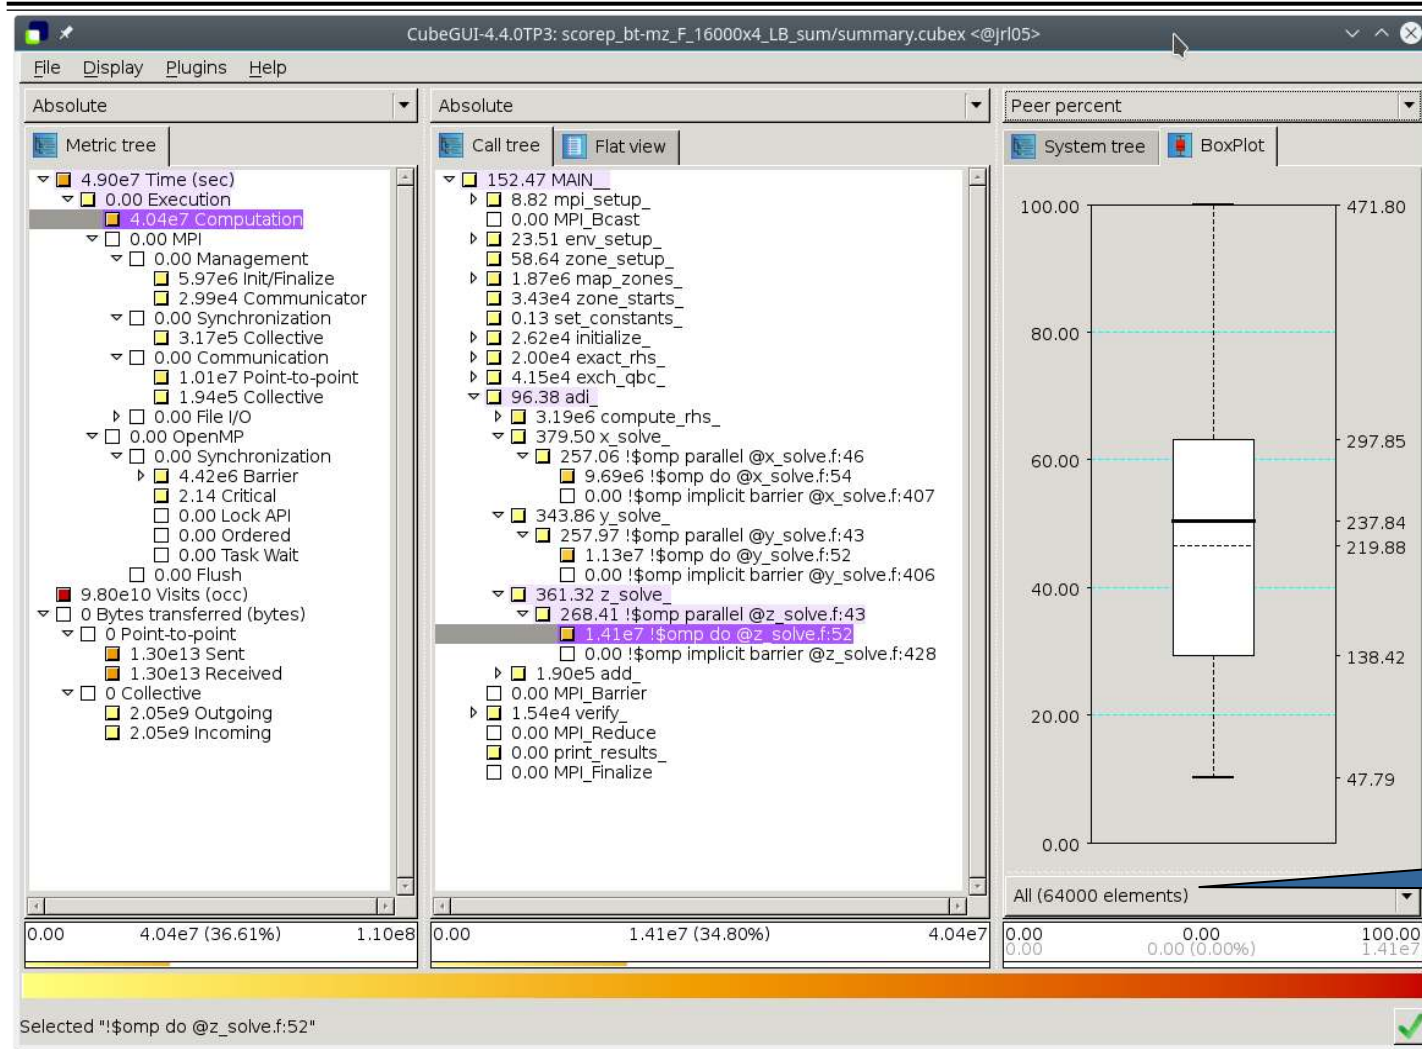 CubeGUI-4.4.0TP3: scorep_bt-mz_F_16000x4_LB_sum/summary.cubex <@jrl05>
File Display Plugins Help
Absolute
Metric tree
4.90e7 Time (sec)
0.00 Execution
4.04e7 Computation
0.00 MPI
0.00 Management
5.97e6 Init/Finalize
2.99e4 Communicator
0.00 Synchronization
3.17e5 Collective
0.00 Communication
1.01e7 Point-to-point
1.94e5 Collective
0.00 File I/O
0.00 OpenMP
0.00 Synchronization
4.42e6 Barrier
2.14 Critical
0.00 Lock API
0.00 Ordered
0.00 Task Wait
0.00 Flush
9.80e10 Visits (occ)
0 Bytes transferred (bytes)
0 Point-to-point
1.30e13 Sent
1.30e13 Received
0 Collective
2.05e9 Outgoing
2.05e9 Incoming
0.00 4.04e7 (36.61%) 1.10e8
Absolute
Call tree Flat view
152.47 MAIN__
8.82 mpi_setup_
0.00 MPI_Bcast
23.51 env_setup_
58.64 zone_setup_
1.87e6 map_zones_
3.43e4 zone_starts_
0.13 set_constants_
2.62e4 initialize_
2.00e4 exact_rhs_
4.15e4 exch_qbc_
96.38 adi_
3.19e6 compute_rhs_
379.50 x_solve_
257.06 !$omp parallel @x_solve.f:46
9.69e6 !$omp do @x_solve.f:54
0.00 !$omp implicit barrier @x_solve.f:407
343.86 y_solve_
257.97 !$omp parallel @y_solve.f:43
1.13e7 !$omp do @y_solve.f:52
0.00 !$omp implicit barrier @y_solve.f:406
361.32 z_solve_
268.41 !$omp parallel @z_solve.f:43
1.41e7 !$omp do @z_solve.f:52
0.00 !$omp implicit barrier @z_solve.f:428
1.90e5 add_
0.00 MPI_Barrier
1.54e4 verify_
0.00 MPI_Reduce
0.00 print_results_
0.00 MPI_Finalize
0.00 1.41e7 (34.80%) 4.04e7
Peer percent
System tree BoxPlot
100.00 471.80
80.00
297.85
60.00
237.84
219.88
40.00
138.42
20.00
47.79
0.00
All (64000 elements)
0.00 0.00 100.00
0.00 0.00 (0.00%) 1.41e7
Selected "!$omp do @z_solve.f:52"